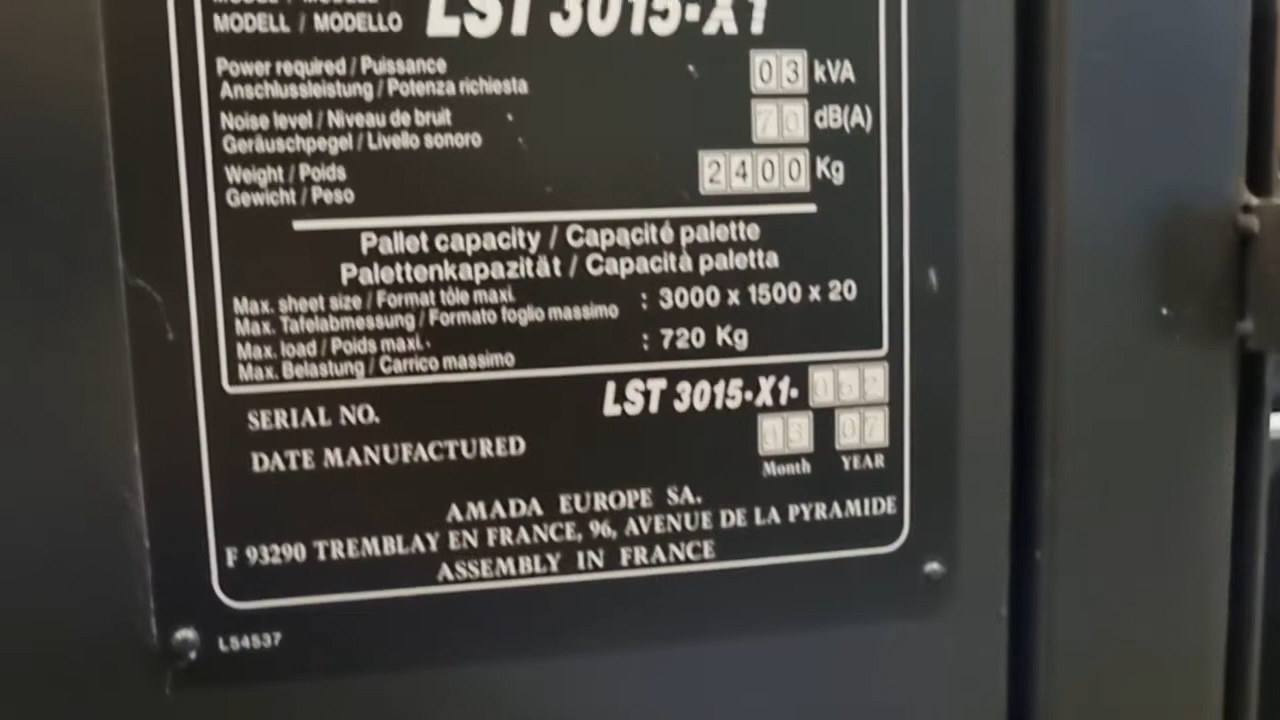 MODELL / MODELLO LST 3015-X1
Power required / Puissance 03 kVA
Anschlussleistung / Potenza richiesta
Noise level / Niveau de bruit 70 dB(A)
Geräuschpegel / Livello sonoro
Weight / Poids 2400 Kg
Gewicht / Peso
Pallet capacity / Capacité palette
Palettenkapazität / Capacità paletta
Max. sheet size / Format tôle maxi. : 3000 x 1500 x 20
Max. Tafelabmessung / Formato foglio massimo
Max. load / Poids maxi. : 720 Kg
Max. Belastung / Carrico massimo
SERIAL NO. LST 3015-X1- 052
DATE MANUFACTURED 03 07
Month YEAR
AMADA EUROPE SA.
F 93290 TREMBLAY EN FRANCE, 96, AVENUE DE LA PYRAMIDE
ASSEMBLY IN FRANCE
L54537